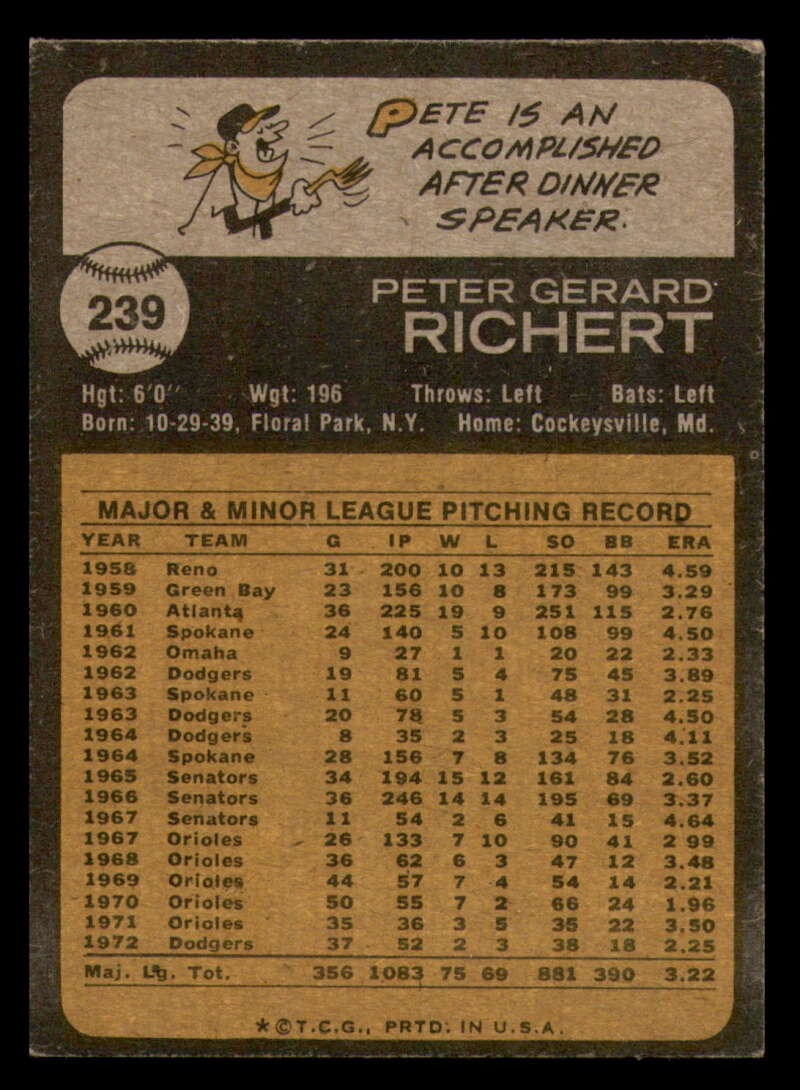 PETE IS AN
ACCOMPLISHED
AFTER DINNER
SPEAKER.
239
PETER GERARD
RICHERT
Hgt: 6'0" Wgt: 196 Throws: Left Bats: Left
Born: 10-29-39, Floral Park, N.Y. Home: Cockeysville, Md.
MAJOR & MINOR LEAGUE PITCHING RECORD
YEAR TEAM G IP W L SO BB ERA
1958 Reno 31 200 10 13 215 143 4.59
1959 Green Bay 23 156 10 8 173 99 3.29
1960 Atlanta 36 225 19 9 251 115 2.76
1961 Spokane 24 140 5 10 108 99 4.50
1962 Omaha 9 27 1 1 20 22 2.33
1962 Dodgers 19 81 5 4 75 45 3.89
1963 Spokane 11 60 5 1 48 31 2.25
1963 Dodgers 20 78 5 3 54 28 4.50
1964 Dodgers 8 35 2 3 25 18 4.11
1964 Spokane 28 156 7 8 134 76 3.52
1965 Senators 34 194 15 12 161 84 2.60
1966 Senators 36 246 14 14 195 69 3.37
1967 Senators 11 54 2 6 41 15 4.64
1967 Orioles 26 133 7 10 90 41 2 99
1968 Orioles 36 62 6 3 47 12 3.48
1969 Orioles 44 57 7 4 54 14 2.21
1970 Orioles 50 55 7 2 66 24 1.96
1971 Orioles 35 36 3 5 35 22 3.50
1972 Dodgers 37 52 2 3 38 18 2.25
Maj. Lg. Tot. 356 1083 75 69 881 390 3.22
*©T.C.G., PRTD. IN U.S.A.